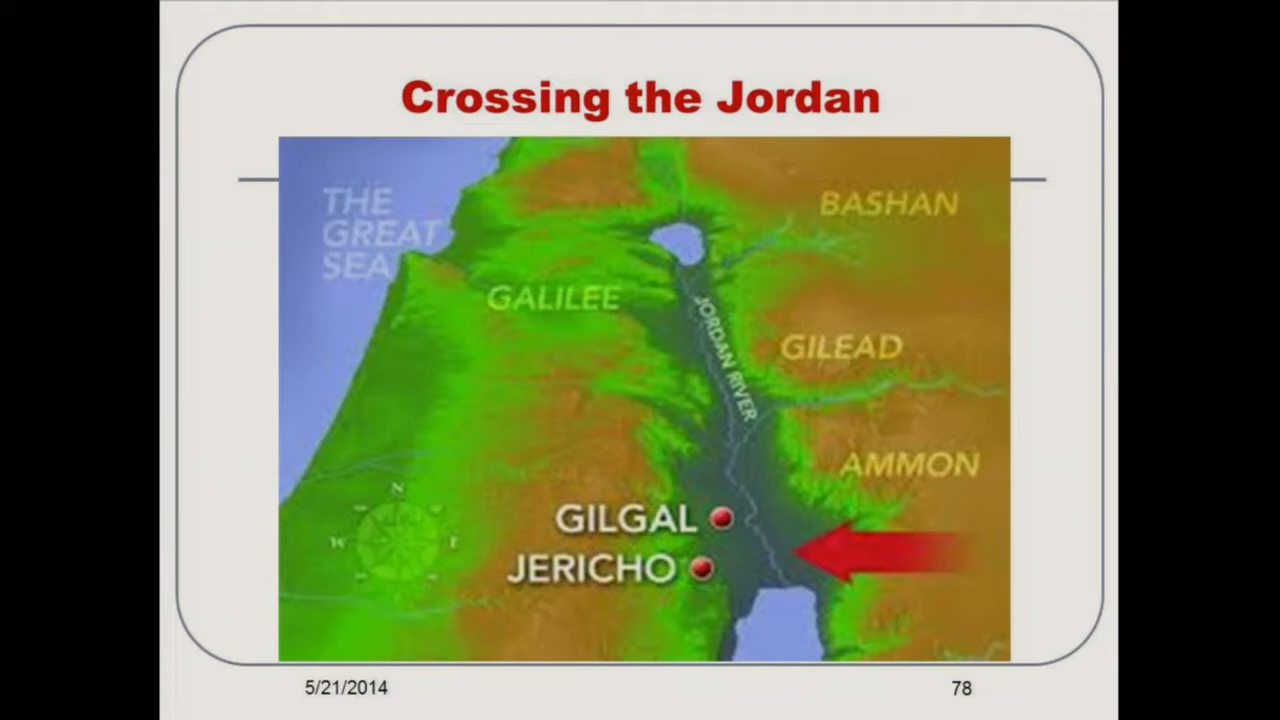 Crossing the Jordan
THE
GREAT
SEA
BASHAN
GALILEE
JORDAN RIVER
GILEAD
AMMON
N
W E
GILGAL
JERICHO
5/21/2014
78